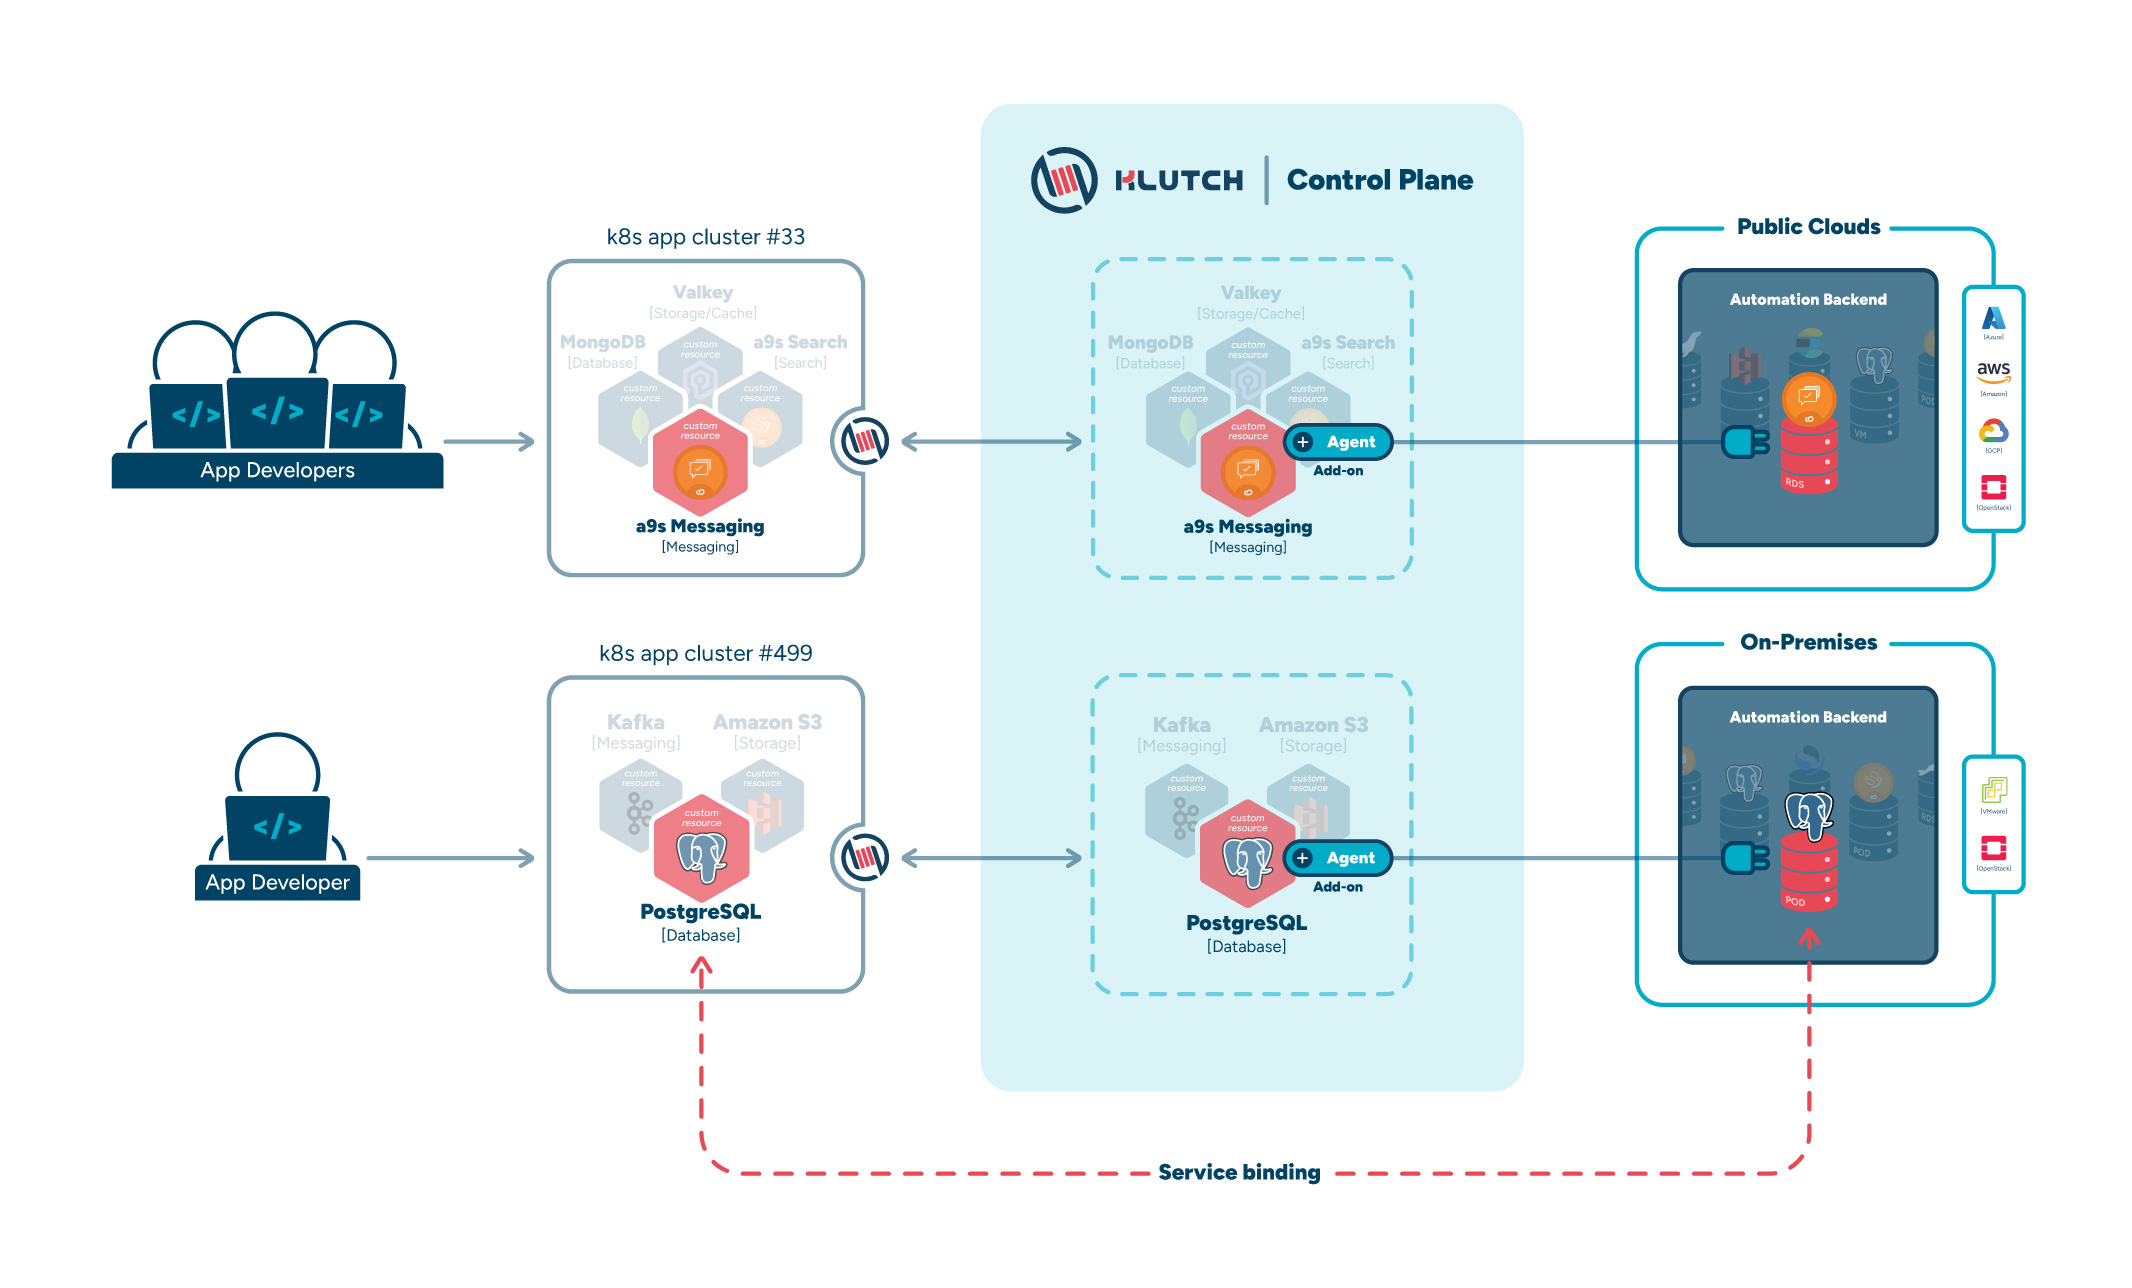 KLUTCH | Control Plane
k8s app cluster #33
Valkey
[Storage/Cache]
MongoDB
[Database]
a9s Search
[Search]
custom
resource
custom
resource
custom
resource
custom
resource
a9s Messaging
[Messaging]
</>
</>
</>
App Developers
Valkey
[Storage/Cache]
MongoDB
[Database]
a9s Search
[Search]
custom
resource
custom
resource
custom
resource
custom
resource
+ Agent
Add-on
a9s Messaging
[Messaging]
Public Clouds
Automation Backend
VM
POD
RDS
[Azure]
aws
[Amazon]
[GCP]
[OpenStack]
k8s app cluster #499
Kafka
[Messaging]
Amazon S3
[Storage]
custom
resource
custom
resource
custom
resource
PostgreSQL
[Database]
</>
App Developer
Kafka
[Messaging]
Amazon S3
[Storage]
custom
resource
custom
resource
custom
resource
+ Agent
Add-on
PostgreSQL
[Database]
On-Premises
Automation Backend
RDS
POD
POD
[VMware]
[OpenStack]
Service binding